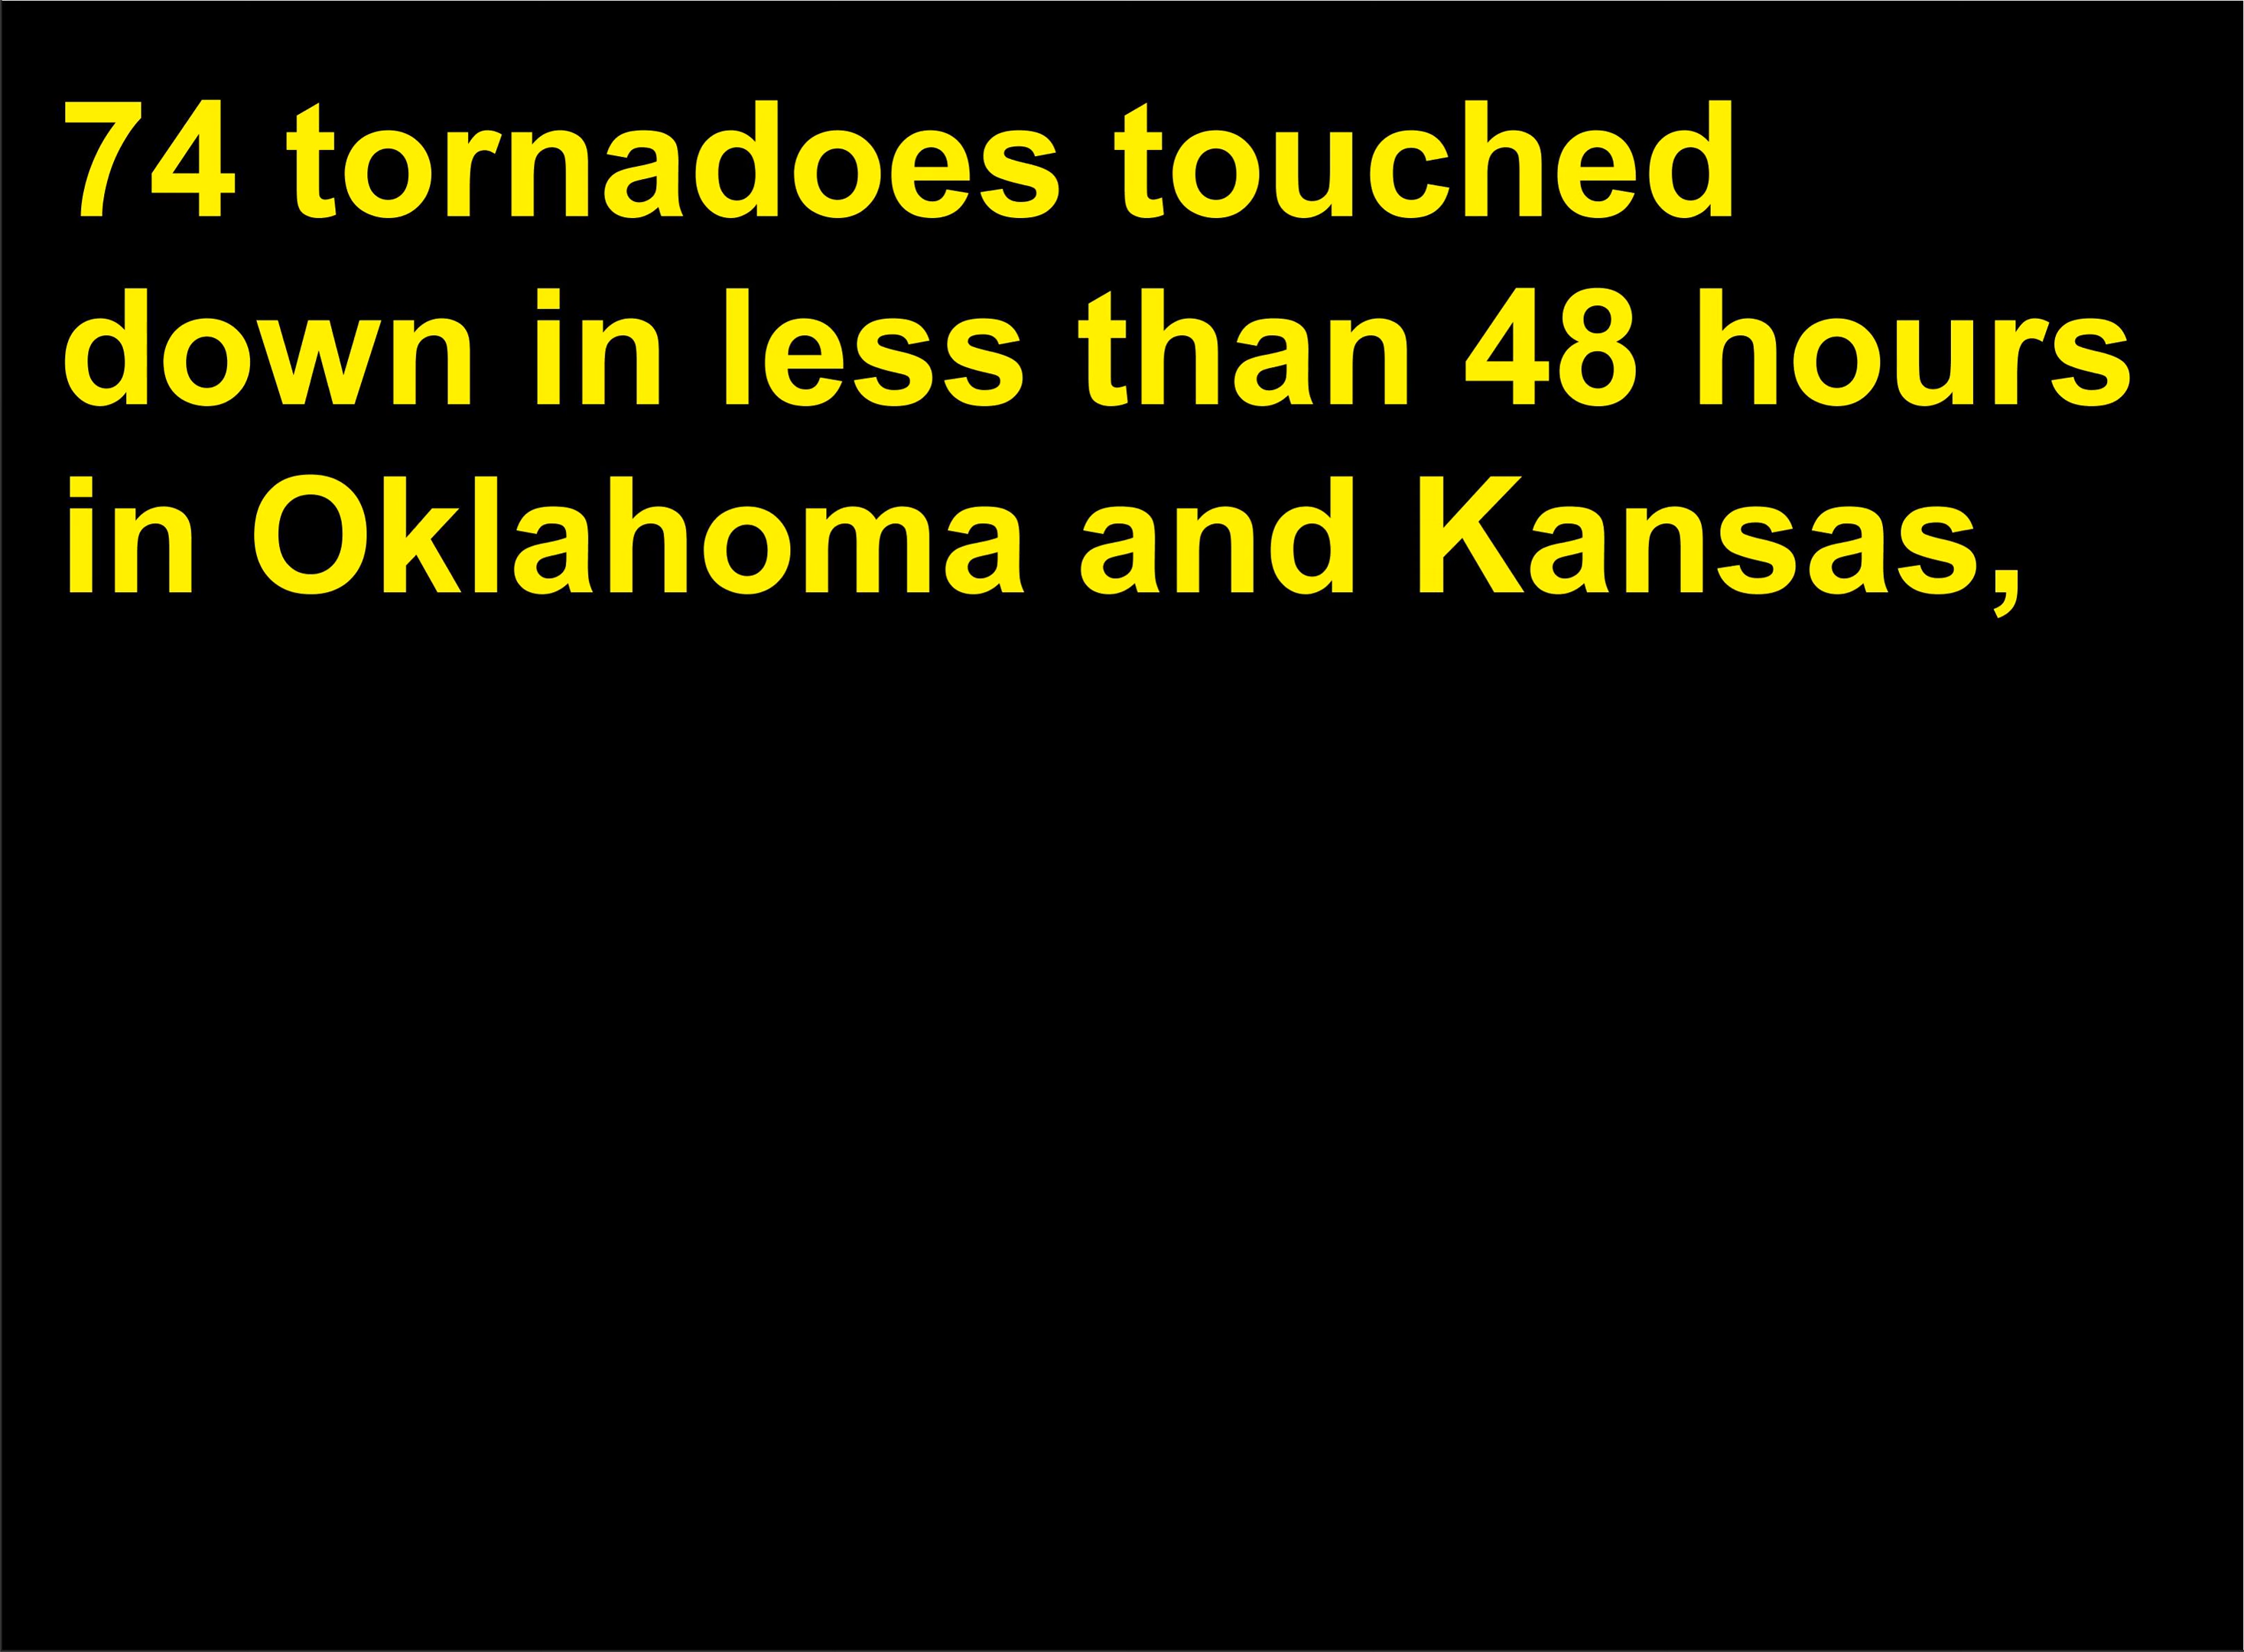 74 tornadoes touched
down in less than 48 hours
in Oklahoma and Kansas,